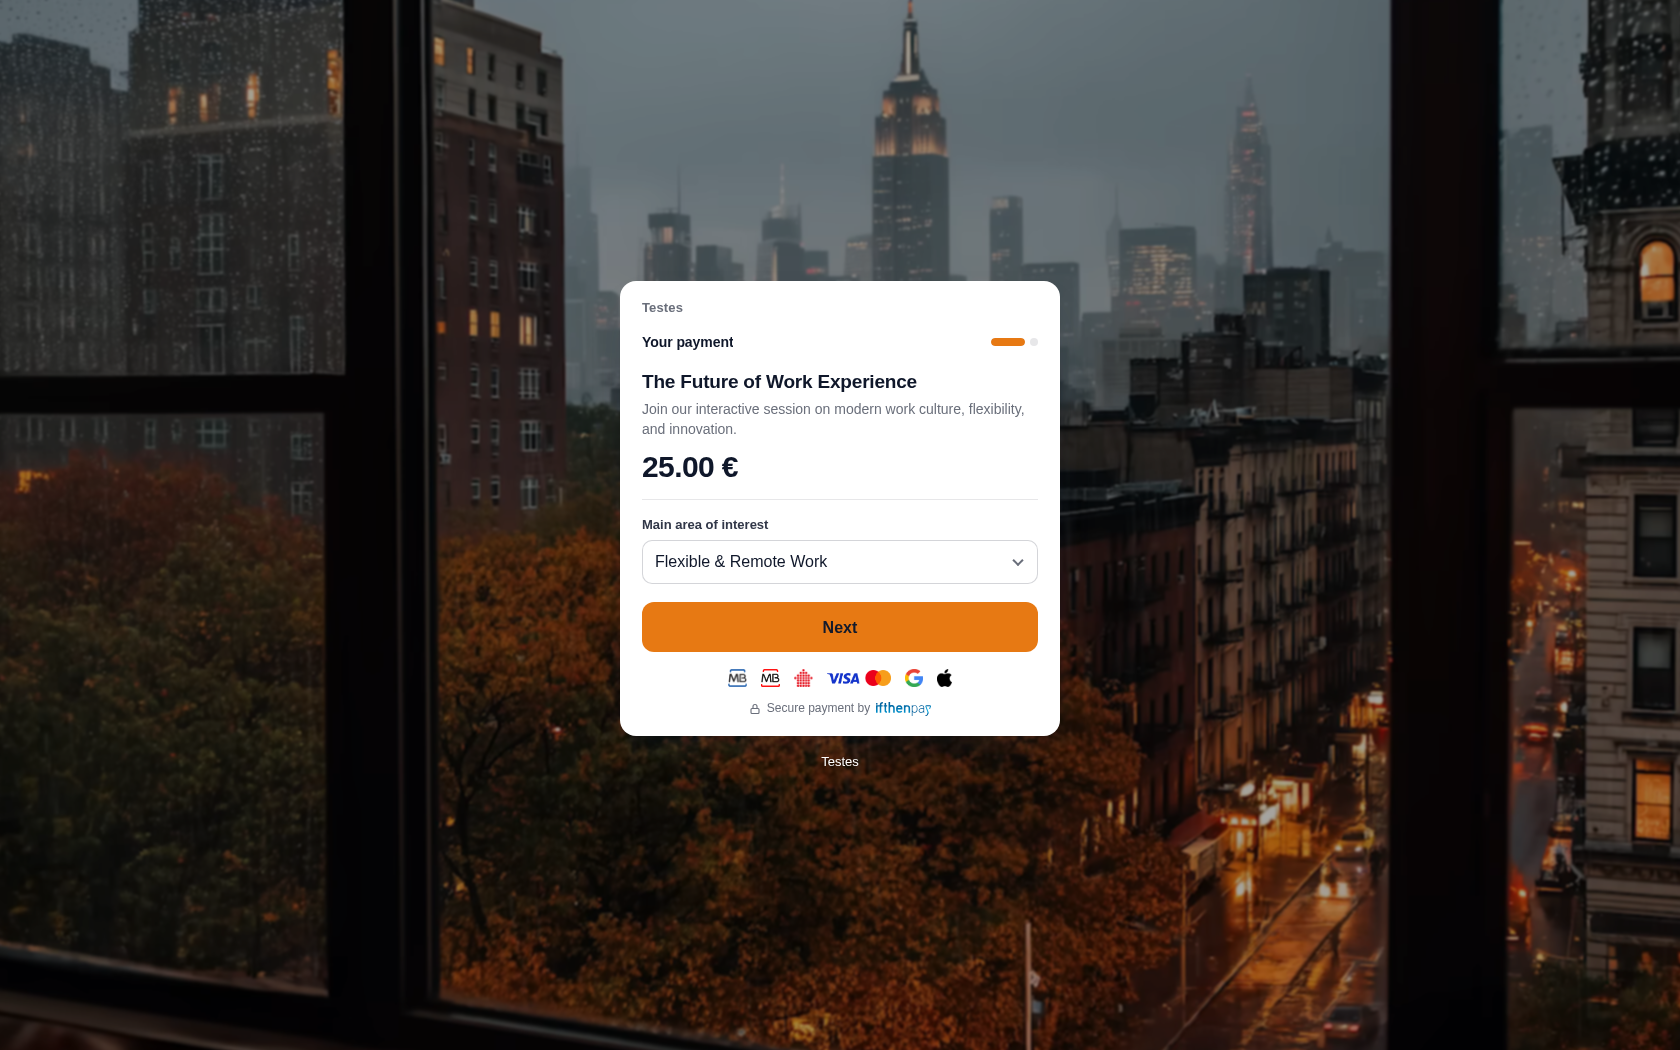 Testes
Your payment
The Future of Work Experience
Join our interactive session on modern work culture, flexibility,
and innovation.
25.00 €
Main area of interest
Flexible & Remote Work
Next
MB MB VISA
Secure payment by ifthenpay
Testes